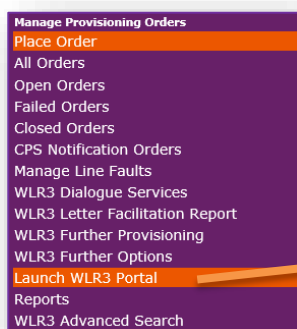 Manage Provisioning Orders
Place Order
All Orders
Open Orders
Failed Orders
Closed Orders
CPS Notification Orders
Manage Line Faults
WLR3 Dialogue Services
WLR3 Letter Facilitation Report
WLR3 Further Provisioning
WLR3 Further Options
Launch WLR3 Portal
Reports
WLR3 Advanced Search